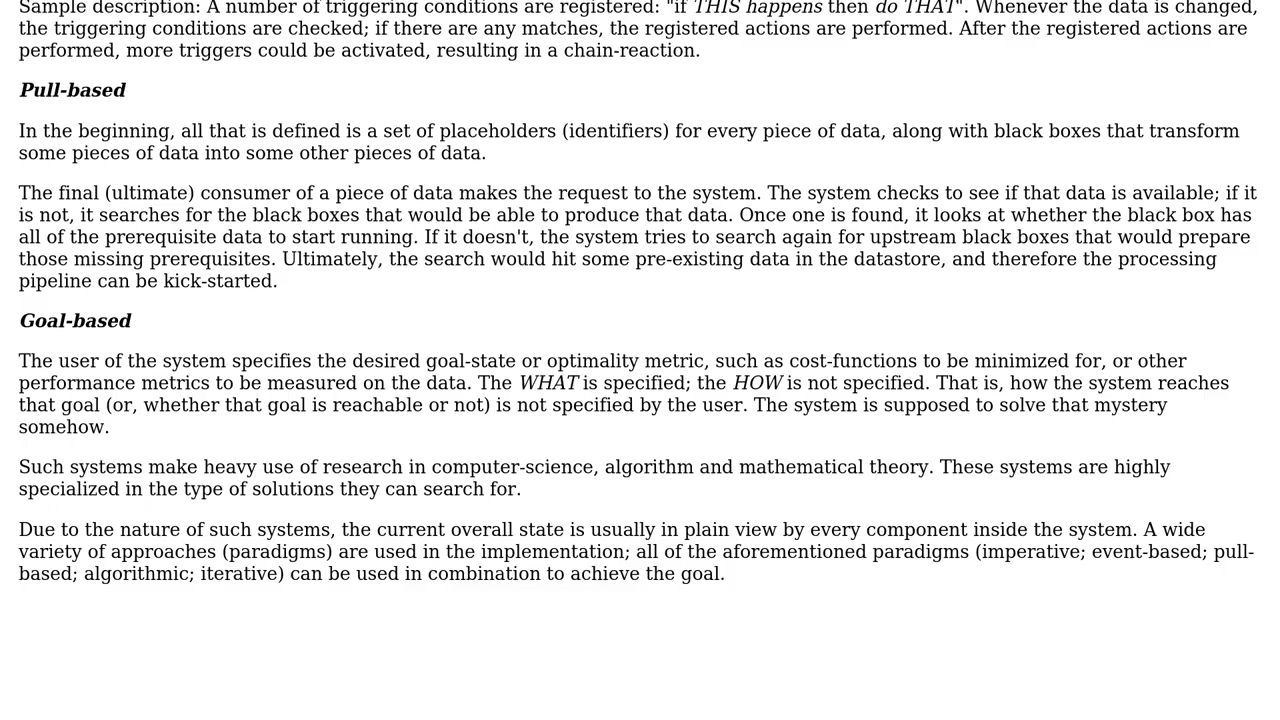 Sample description: A number of triggering conditions are registered: "if THIS happens then do THAT". Whenever the data is changed,
the triggering conditions are checked; if there are any matches, the registered actions are performed. After the registered actions are
performed, more triggers could be activated, resulting in a chain-reaction.
Pull-based
In the beginning, all that is defined is a set of placeholders (identifiers) for every piece of data, along with black boxes that transform
some pieces of data into some other pieces of data.
The final (ultimate) consumer of a piece of data makes the request to the system. The system checks to see if that data is available; if it
is not, it searches for the black boxes that would be able to produce that data. Once one is found, it looks at whether the black box has
all of the prerequisite data to start running. If it doesn't, the system tries to search again for upstream black boxes that would prepare
those missing prerequisites. Ultimately, the search would hit some pre-existing data in the datastore, and therefore the processing
pipeline can be kick-started.
Goal-based
The user of the system specifies the desired goal-state or optimality metric, such as cost-functions to be minimized for, or other
performance metrics to be measured on the data. The WHAT is specified; the HOW is not specified. That is, how the system reaches
that goal (or, whether that goal is reachable or not) is not specified by the user. The system is supposed to solve that mystery
somehow.
Such systems make heavy use of research in computer-science, algorithm and mathematical theory. These systems are highly
specialized in the type of solutions they can search for.
Due to the nature of such systems, the current overall state is usually in plain view by every component inside the system. A wide
variety of approaches (paradigms) are used in the implementation; all of the aforementioned paradigms (imperative; event-based; pull-
based; algorithmic; iterative) can be used in combination to achieve the goal.